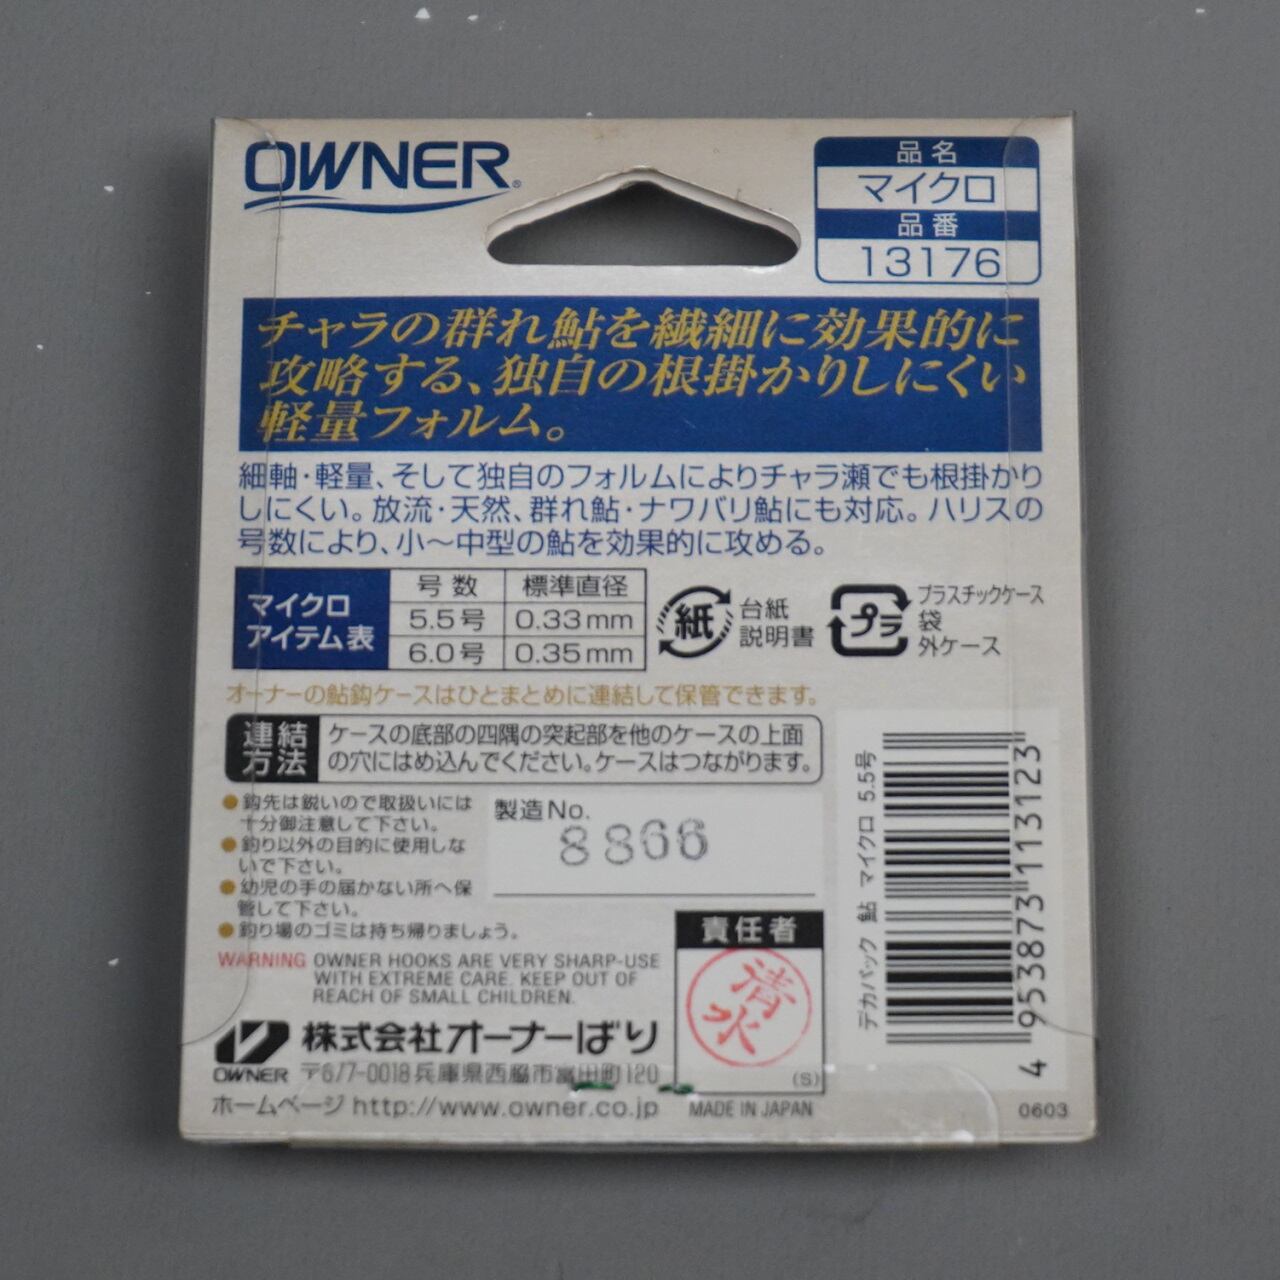 OWNER®
品名
マイクロ
品番
13176
チャラの群れ鮎を繊細に効果的に
攻略する、独自の根掛かりしにくい
軽量フォルム。
細軸・軽量、そして独自のフォルムによりチャラ瀬でも根掛かり
しにくい。放流・天然、群れ鮎・ナワバリ鮎にも対応。ハリスの
号数により、小〜中型の鮎を効果的に攻める。
マイクロ
アイテム表
号数 標準直径
5.5号 0.33mm
6.0号 0.35mm
紙
台紙
説明書
プラ
プラスチックケース
袋
外ケース
オーナーの鮎鈎ケースはひとまとめに連結して保管できます。
連結
方法
ケースの底部の四隅の突起部を他のケースの上面
の穴にはめ込んでください。ケースはつながります。
●鈎先は鋭いので取扱いには
十分御注意して下さい。
●釣り以外の目的に使用しな
いで下さい。
●幼児の手の届かない所へ保
管して下さい。
●釣り場のゴミは持ち帰りましょう。
製造No.
8866
WARNING OWNER HOOKS ARE VERY SHARP-USE
WITH EXTREME CARE. KEEP OUT OF
REACH OF SMALL CHILDREN.
責任者
清水
(S)
OWNER
株式会社オーナーばり
〒677-0018 兵庫県西脇市富田町120
ホームページ http://www.owner.co.jp
MADE IN JAPAN
デカパック 鮎 マイクロ 5.5号
4 953873 113123
0603